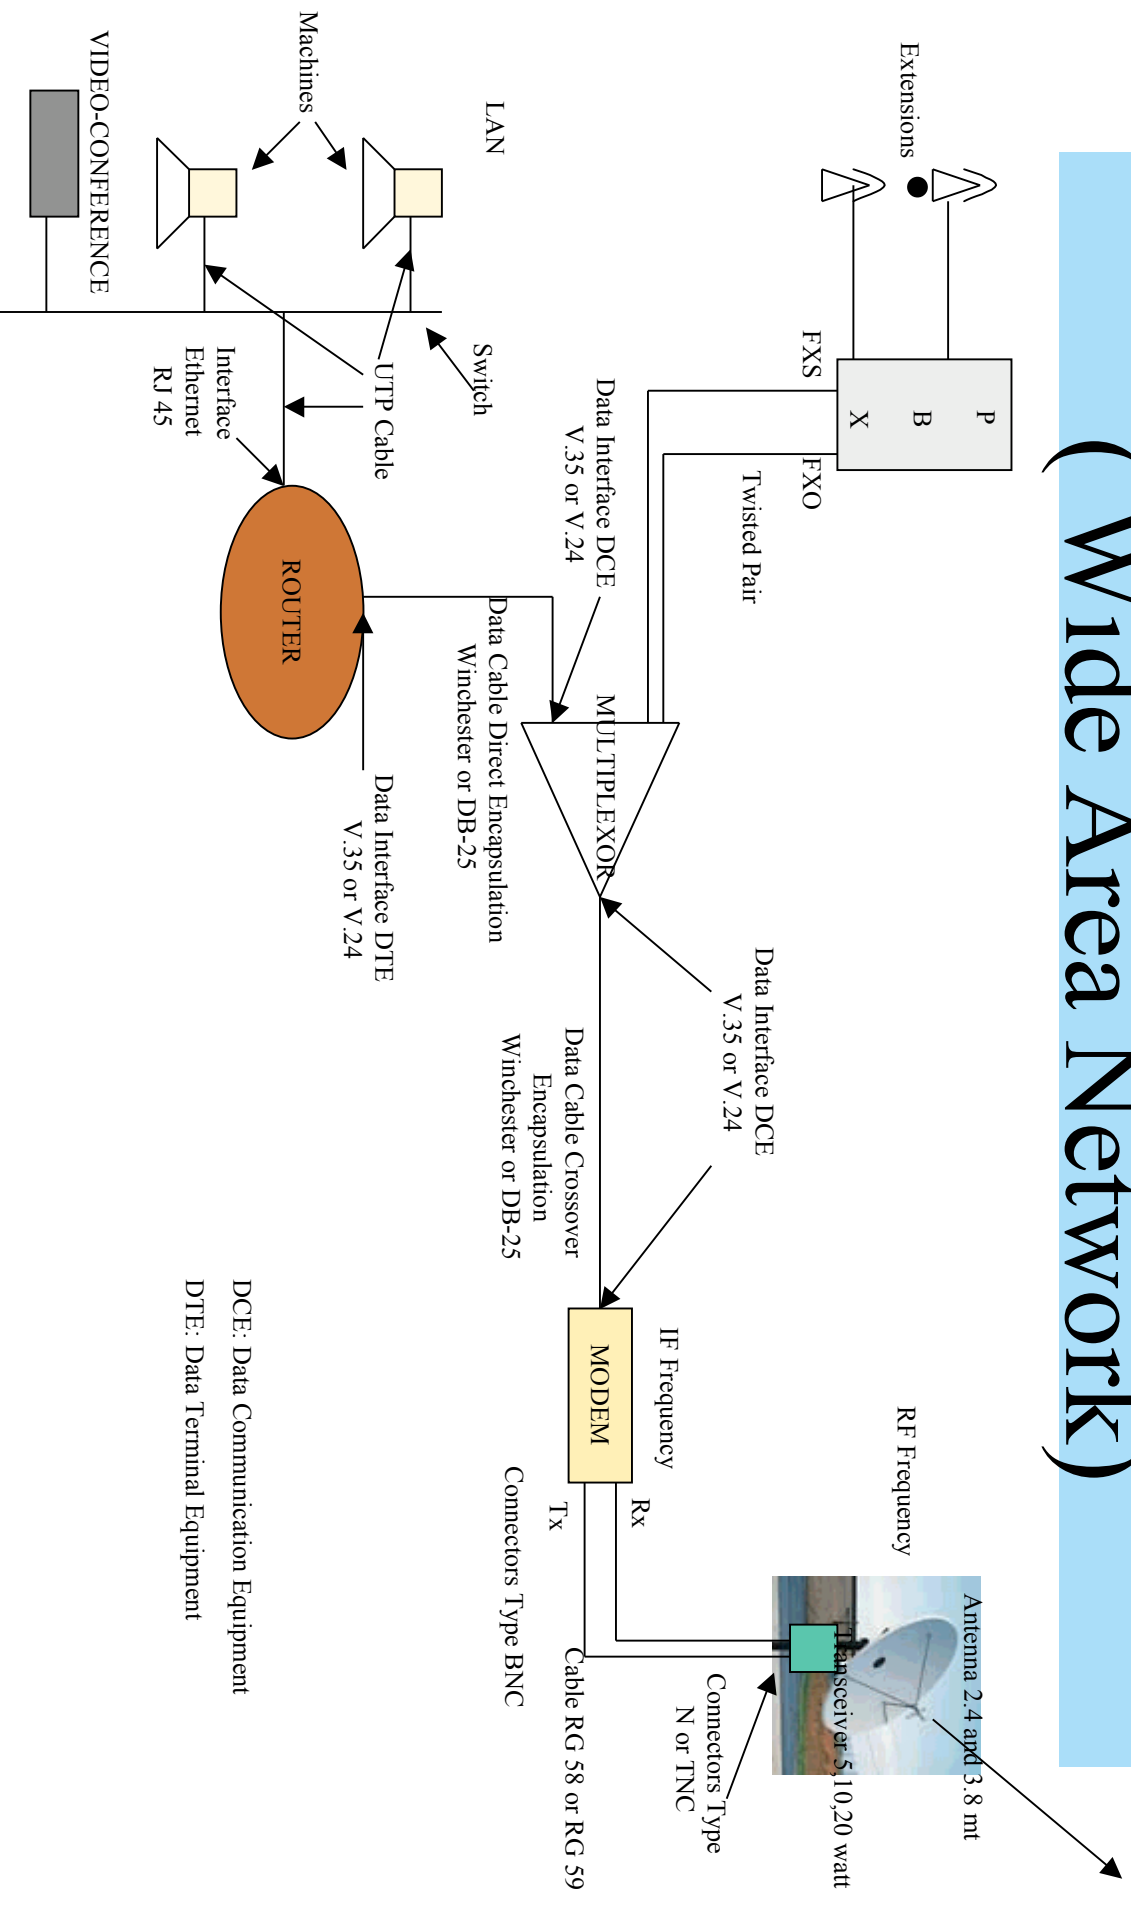 ( Wide Area Network)
Extensions
P
B
X
FXS
FXO
Twisted Pair
RF Frequency
Antenna 2.4 and 3.8 mt
Transceiver 5,10,20 watt
Data Interface DCE
V.35 or V.24
Connectors Type
N or TNC
IF Frequency
Rx
MODEM
Tx
Cable RG 58 or RG 59
Connectors Type BNC
Data Interface DCE
V.35 or V.24
MULTIPLEXOR
Data Cable Crossover
Encapsulation
Winchester or DB-25
LAN
Switch
Data Cable Direct Encapsulation
Winchester or DB-25
UTP Cable
Data Interface DTE
V.35 or V.24
Machines
ROUTER
Interface
Ethernet
RJ 45
VIDEO-CONFERENCE
DCE: Data Communication Equipment
DTE: Data Terminal Equipment